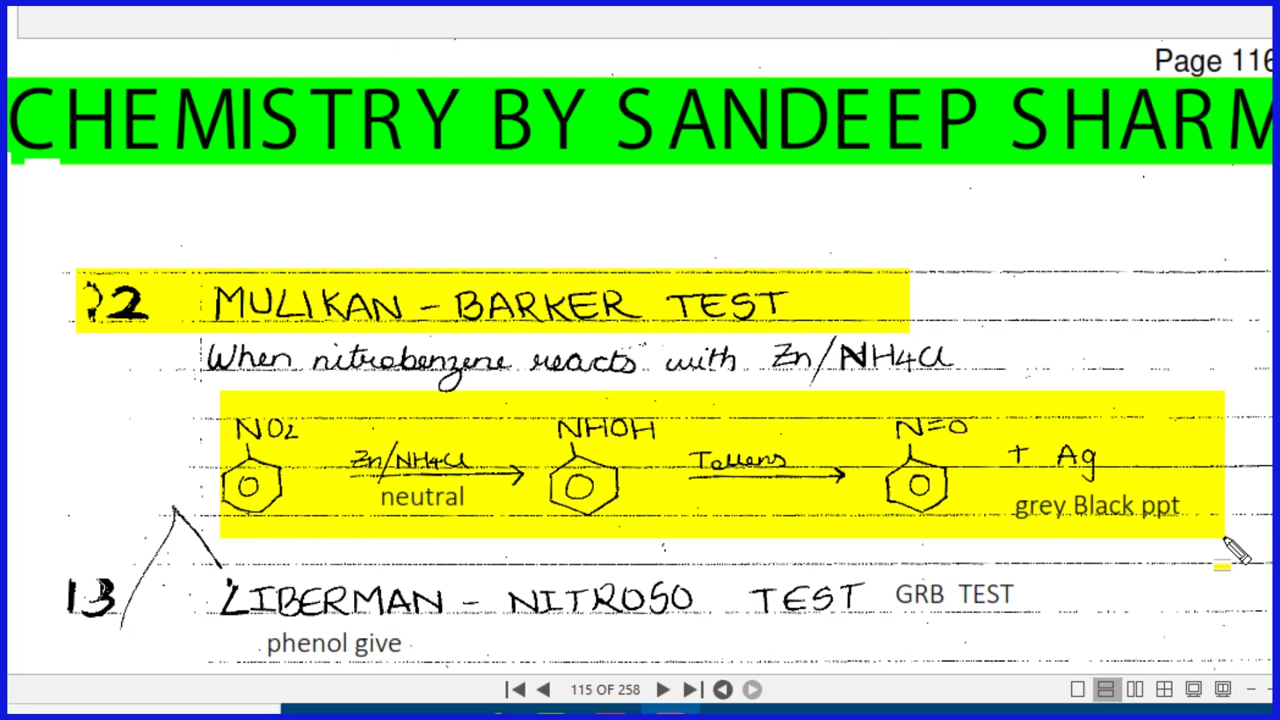 Page 116
CHEMISTRY BY SANDEEP SHARM
12 MULIKAN - BARKER TEST
When nitrobenzene reacts with Zn/NH4Cl
NO2 NHOH N=O
Zn/NH4Cl Tollens + Ag
neutral grey Black ppt
13 LIBERMAN - NITROSO TEST GRB TEST
phenol give
115 OF 258